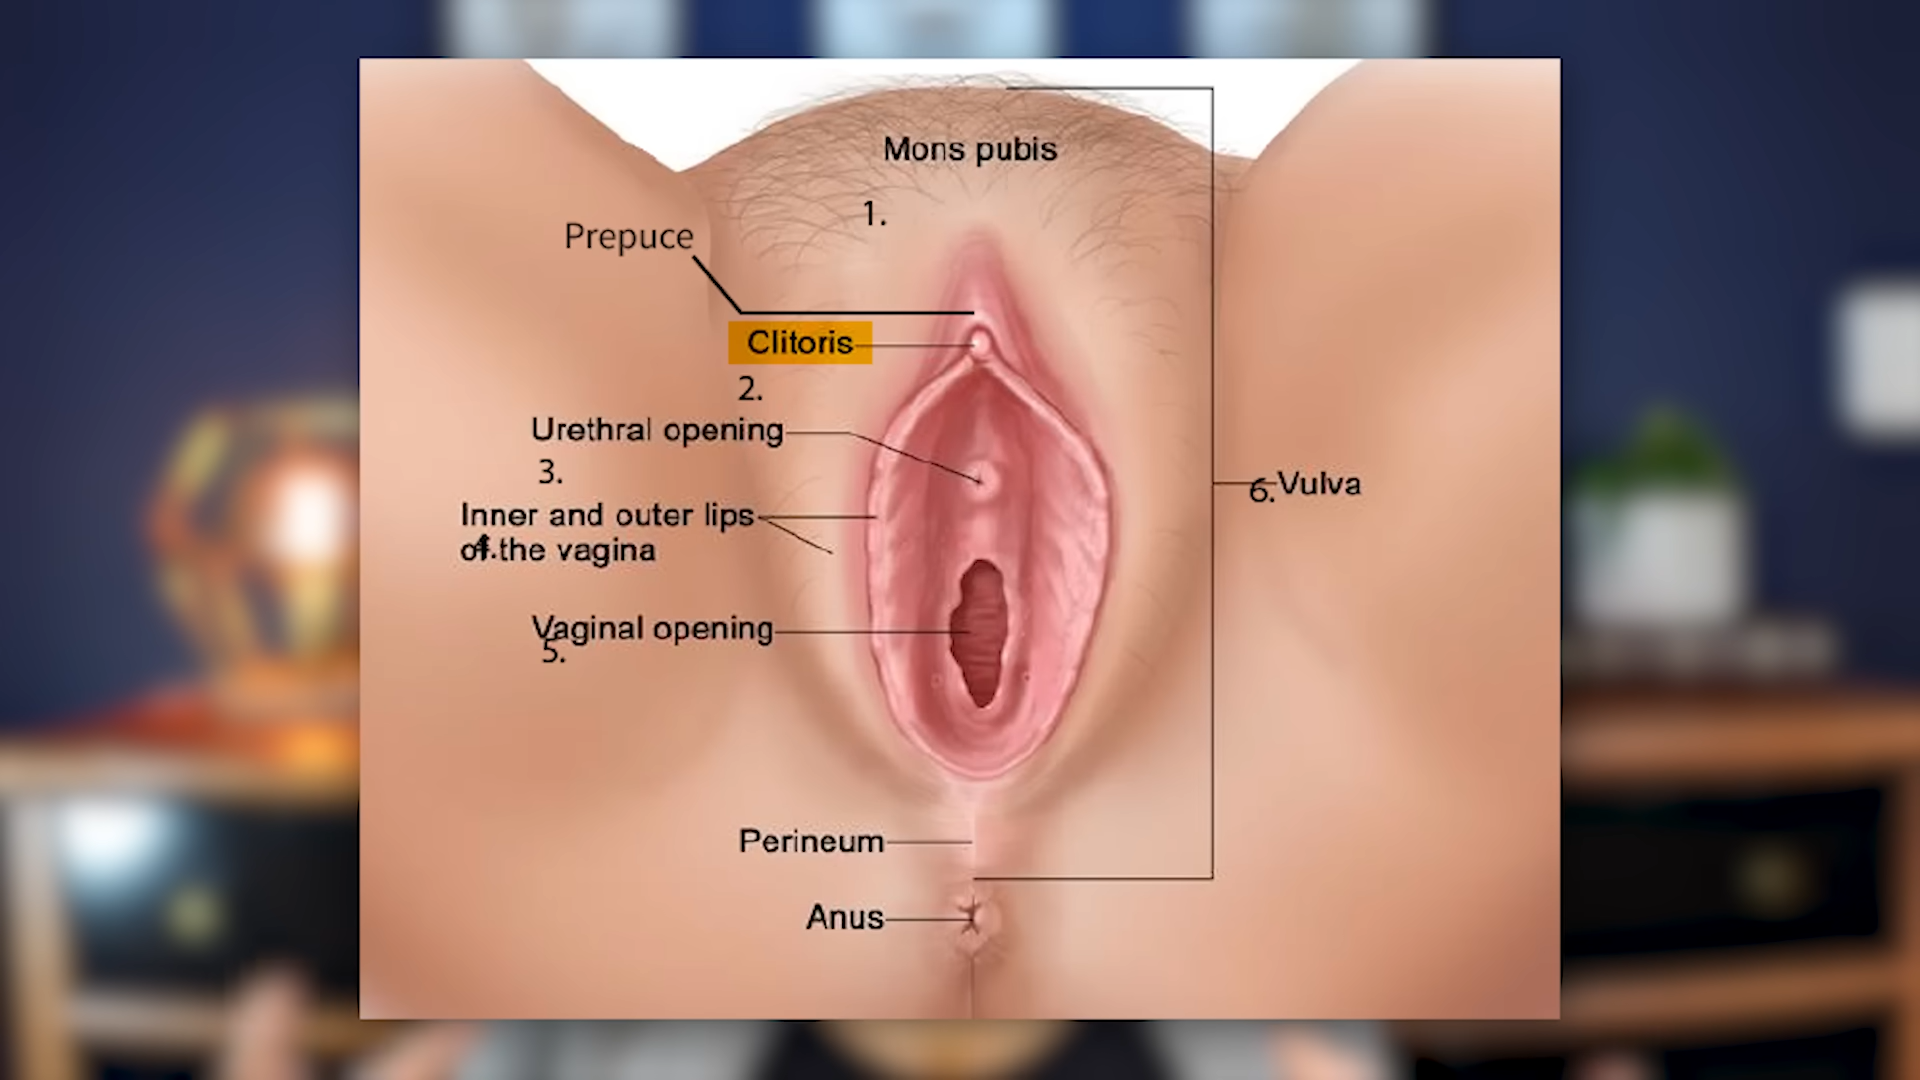 Mons pubis
1.
Prepuce
Clitoris
2.
Urethral opening
3.
Inner and outer lips
of the vagina
4.
Vaginal opening
5.
6.
Vulva
Perineum
Anus